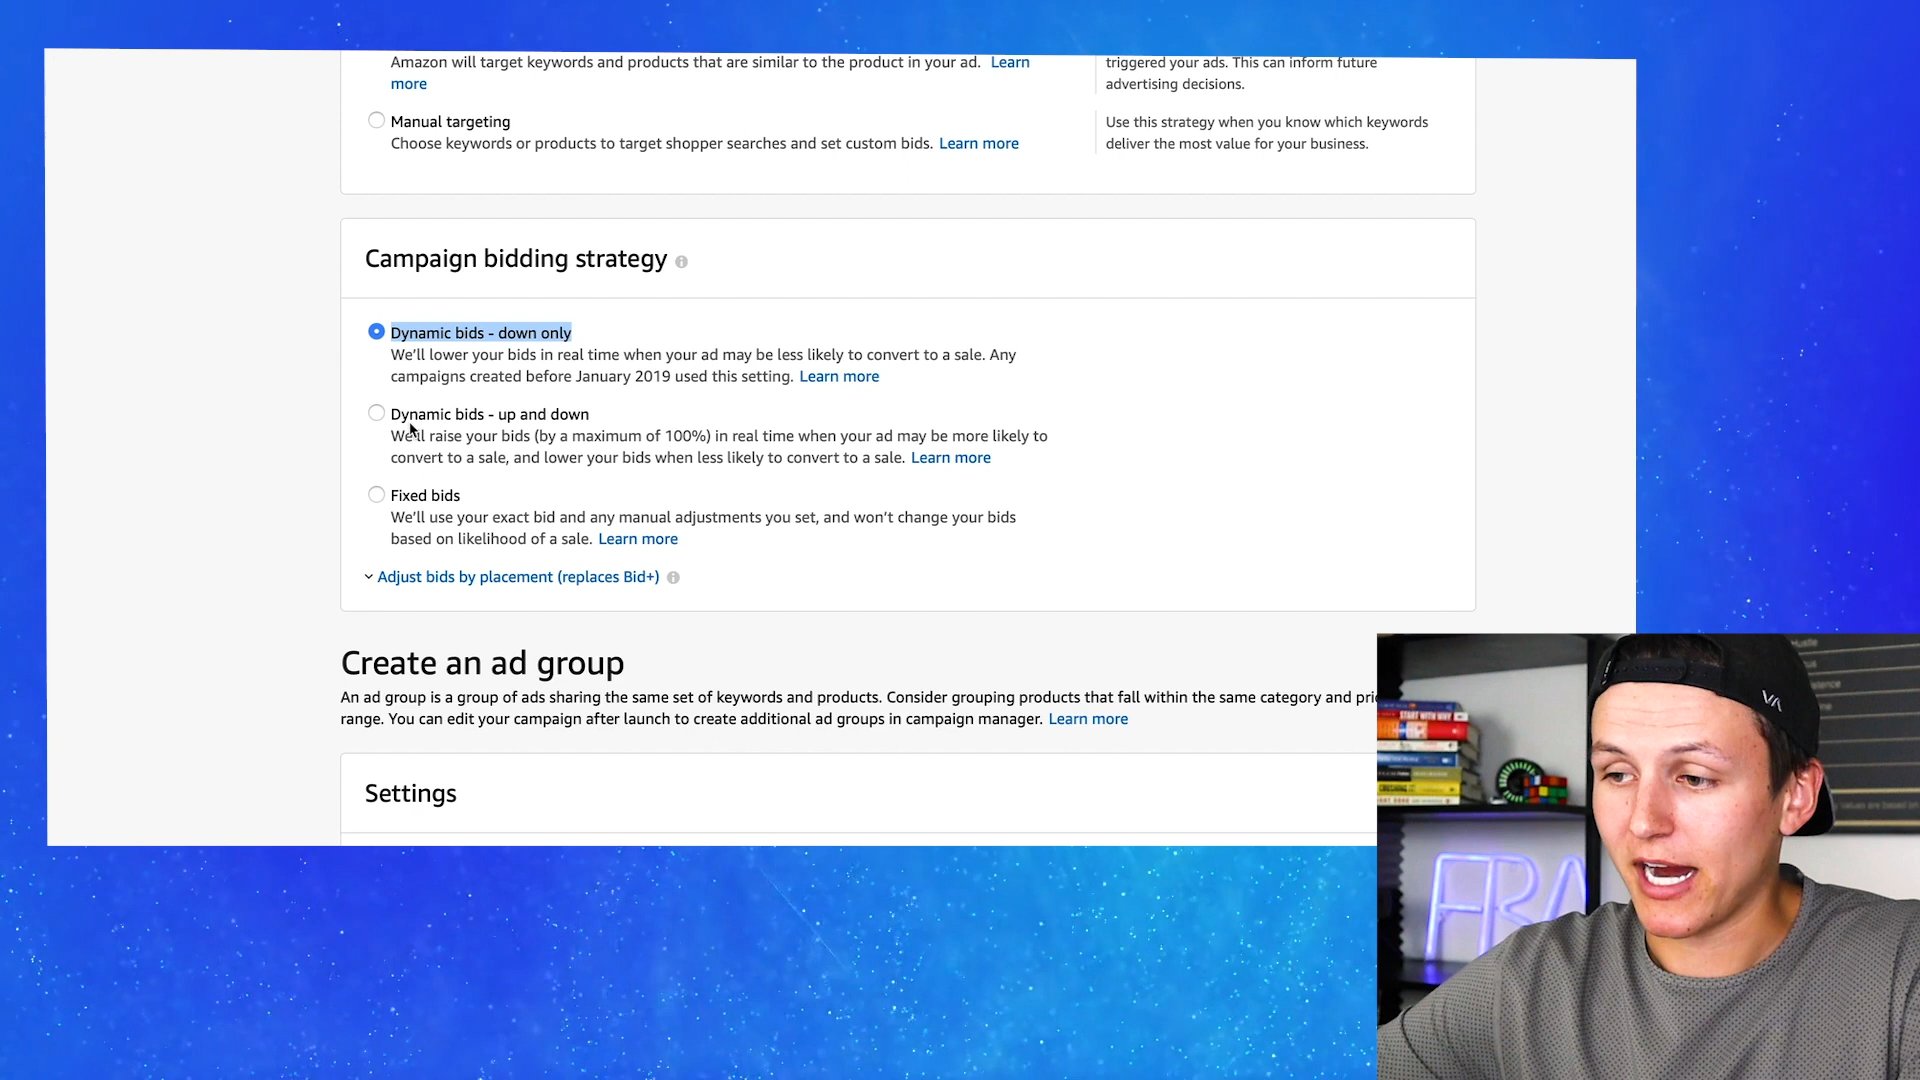 Amazon will target keywords and products that are similar to the product in your ad. Learn
more
triggered your ads. This can inform future
advertising decisions.
Manual targeting
Choose keywords or products to target shopper searches and set custom bids. Learn more
Use this strategy when you know which keywords
deliver the most value for your business.
Campaign bidding strategy
Dynamic bids - down only
We'll lower your bids in real time when your ad may be less likely to convert to a sale. Any
campaigns created before January 2019 used this setting. Learn more
Dynamic bids - up and down
We'll raise your bids (by a maximum of 100%) in real time when your ad may be more likely to
convert to a sale, and lower your bids when less likely to convert to a sale. Learn more
Fixed bids
We'll use your exact bid and any manual adjustments you set, and won't change your bids
based on likelihood of a sale. Learn more
Adjust bids by placement (replaces Bid+)
Create an ad group
An ad group is a group of ads sharing the same set of keywords and products. Consider grouping products that fall within the same category and
range. You can edit your campaign after launch to create additional ad groups in campaign manager. Learn more
Settings
START WITH WHY
VA
FRA